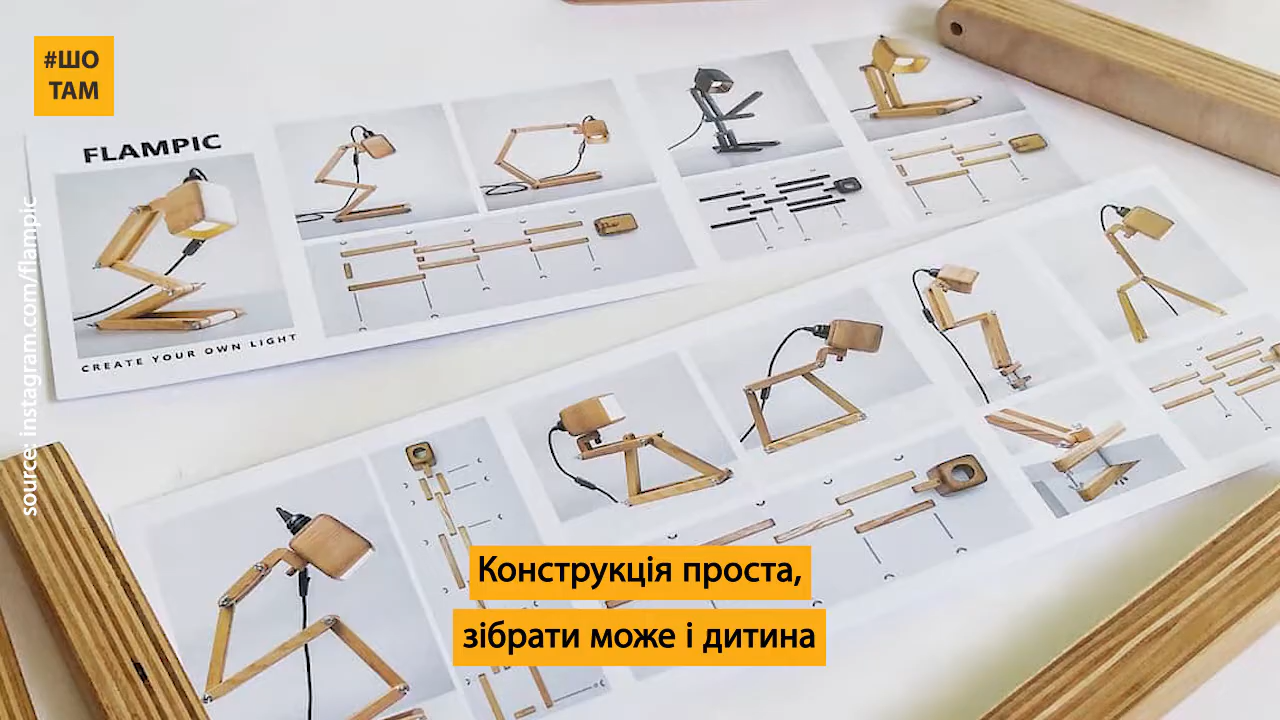 #ШО
ТАМ
FLAMPIC
CREATE YOUR OWN LIGHT
source: instagram.com/flampic
Конструкція проста,
зібрати може і дитина